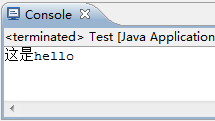 Console
<terminated> Test [Java Application
这是hello